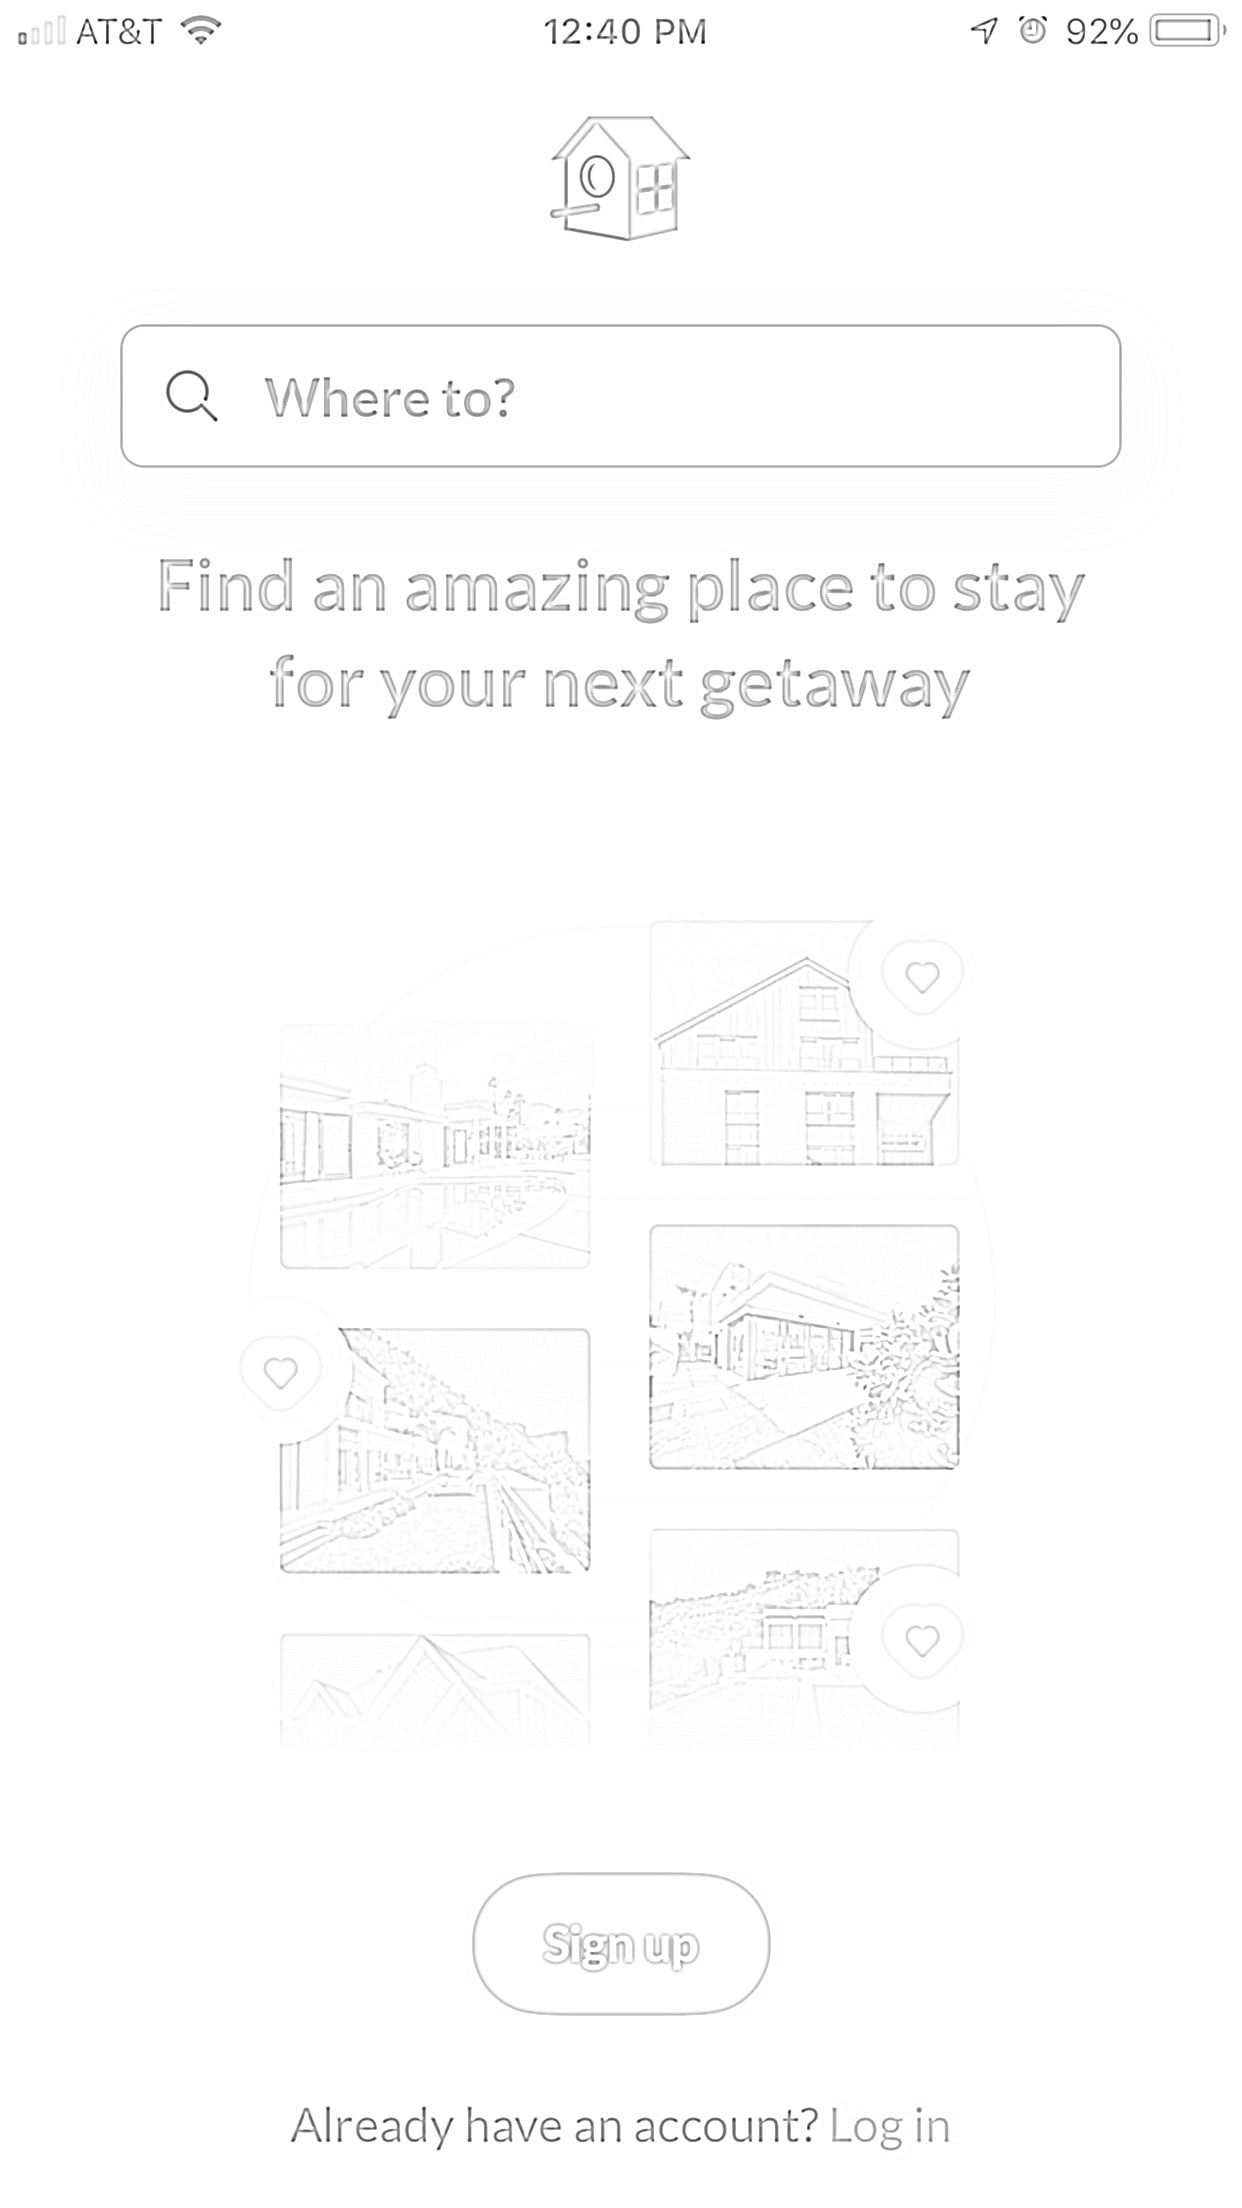 AT&T 12:40 PM 92%
Where to?
Find an amazing place to stay
for your next getaway
Sign up
Already have an account? Log in